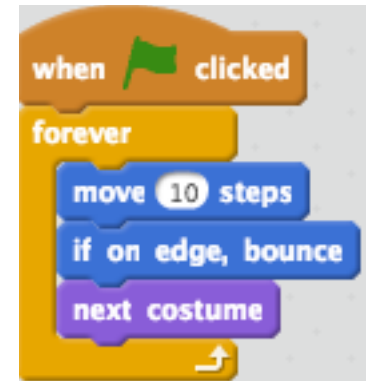 when clicked
forever
move 10 steps
if on edge, bounce
next costume